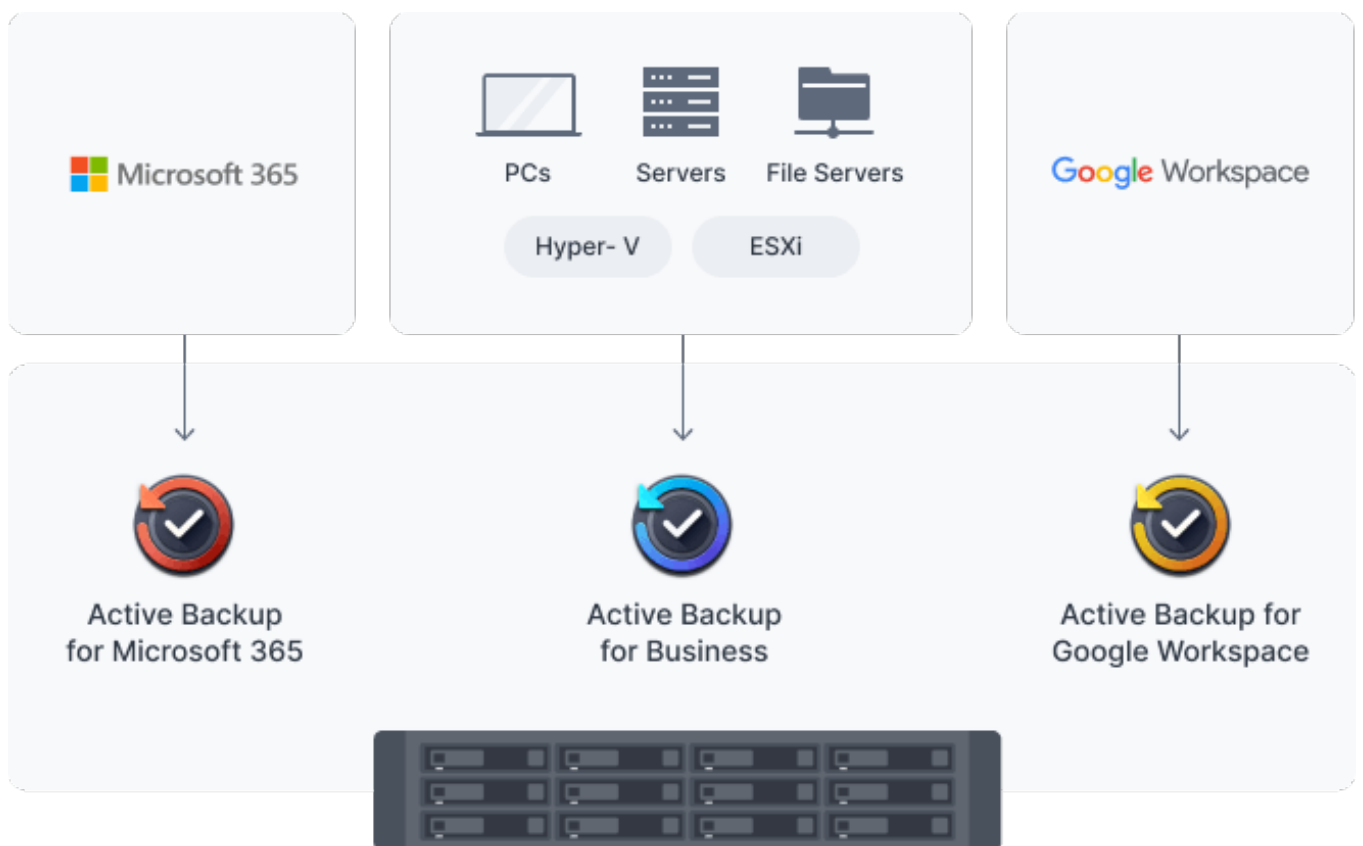 Microsoft 365
PCs
Servers
File Servers
Hyper- V
ESXi
Google Workspace
Active Backup
for Microsoft 365
Active Backup
for Business
Active Backup for
Google Workspace